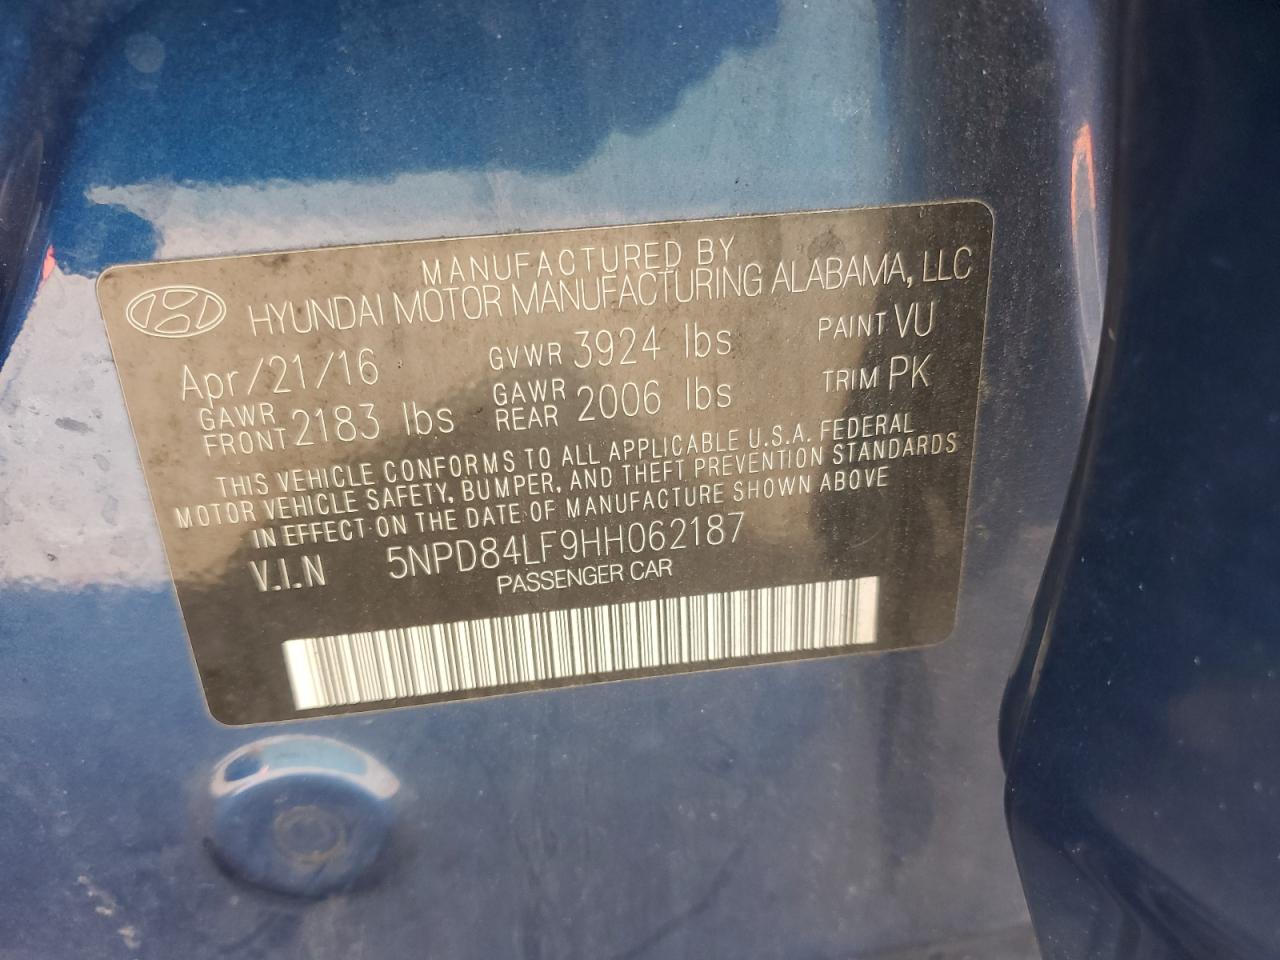 MANUFACTURED BY
HYUNDAI MOTOR MANUFACTURING ALABAMA, LLC
Apr/21/16 GVWR 3924 lbs PAINT VU
GAWR FRONT 2183 lbs GAWR REAR 2006 lbs TRIM PK
THIS VEHICLE CONFORMS TO ALL APPLICABLE U.S.A. FEDERAL
MOTOR VEHICLE SAFETY, BUMPER, AND THEFT PREVENTION STANDARDS
IN EFFECT ON THE DATE OF MANUFACTURE SHOWN ABOVE
V.I.N 5NPD84LF9HH062187
PASSENGER CAR